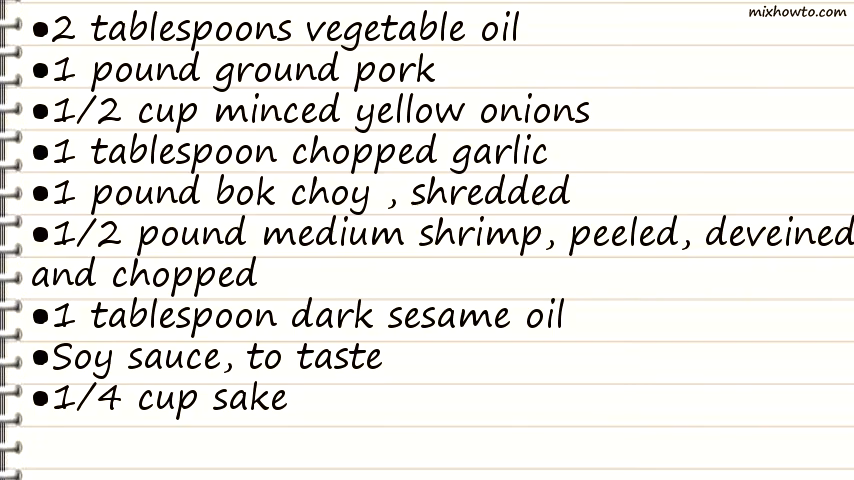 mixhowto.com
•2 tablespoons vegetable oil
•1 pound ground pork
•1/2 cup minced yellow onions
•1 tablespoon chopped garlic
•1 pound bok choy , shredded
•1/2 pound medium shrimp, peeled, deveined
and chopped
•1 tablespoon dark sesame oil
•Soy sauce, to taste
•1/4 cup sake